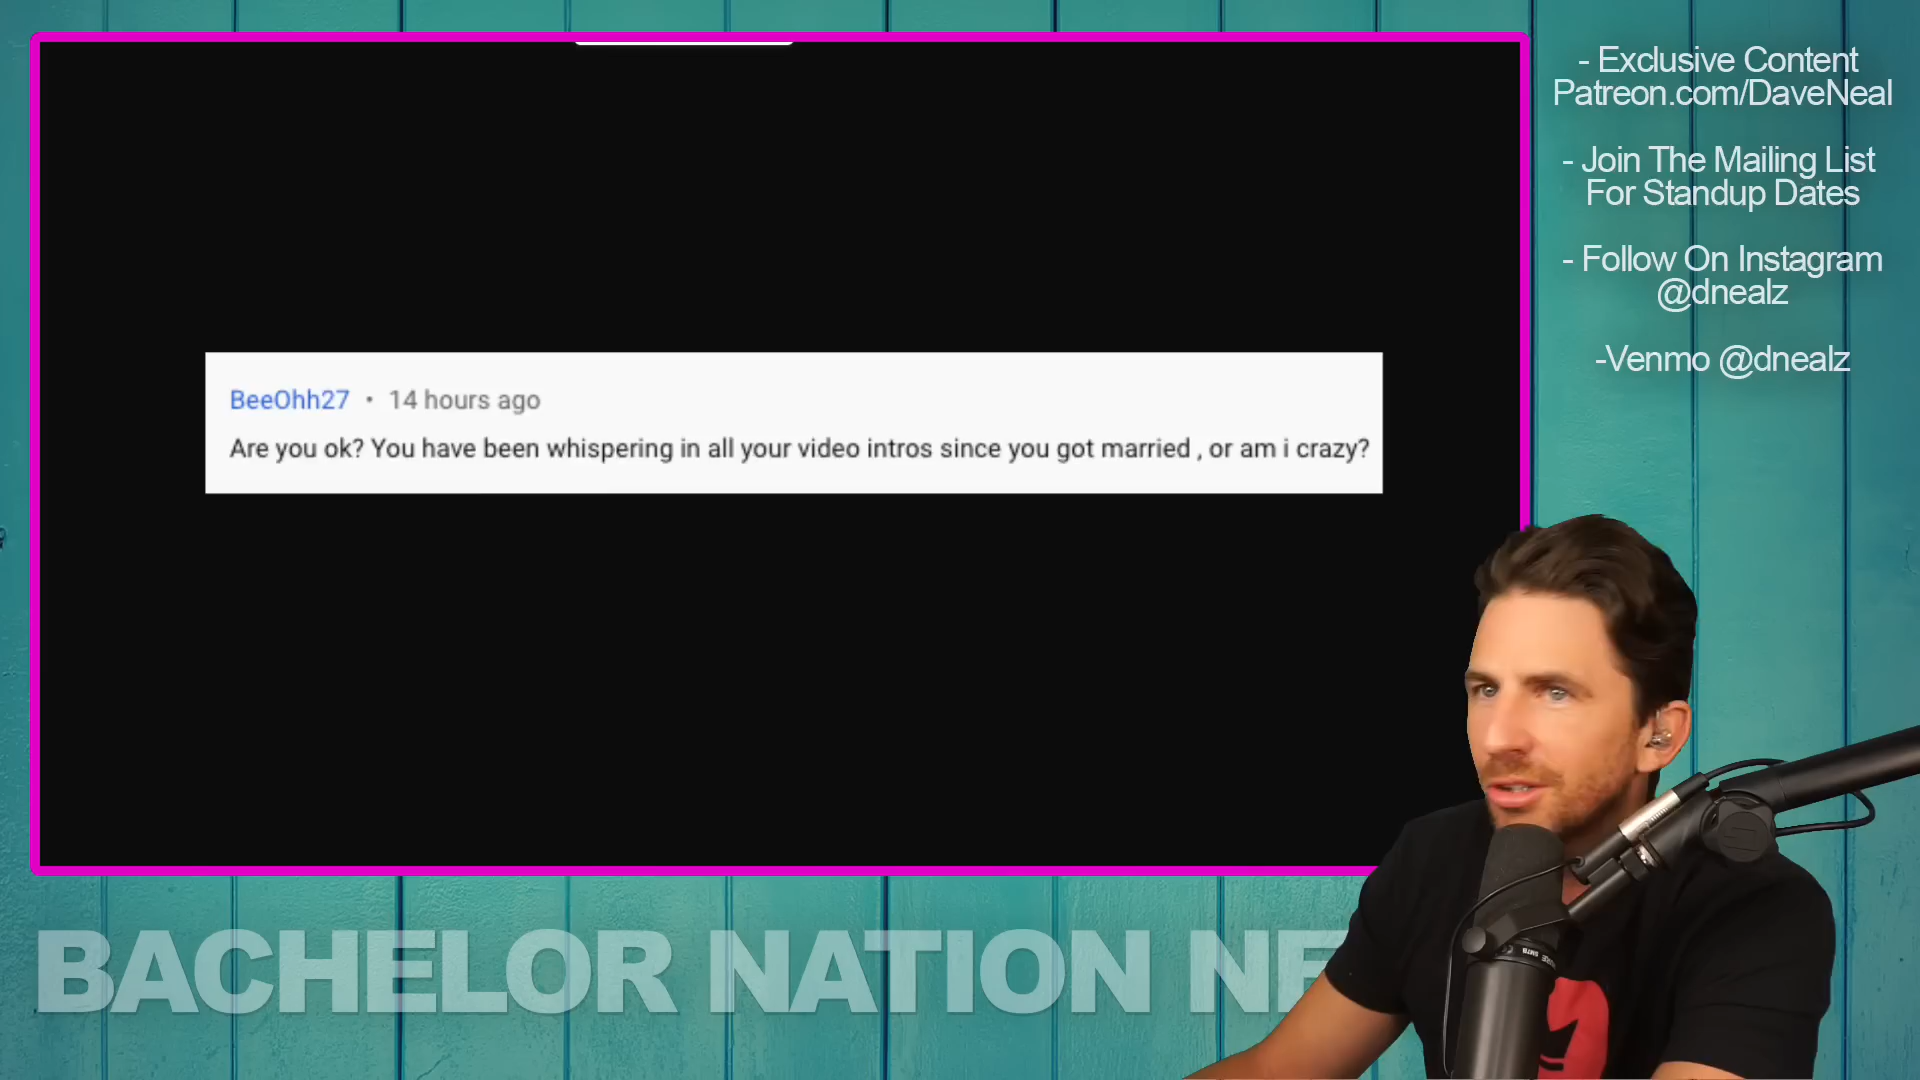 - Exclusive Content
Patreon.com/DaveNeal
- Join The Mailing List
For Standup Dates
- Follow On Instagram
@dnealz
-Venmo @dnealz
BeeOhh27 • 14 hours ago
Are you ok? You have been whispering in all your video intros since you got married , or am i crazy?
BACHELOR NATION NE